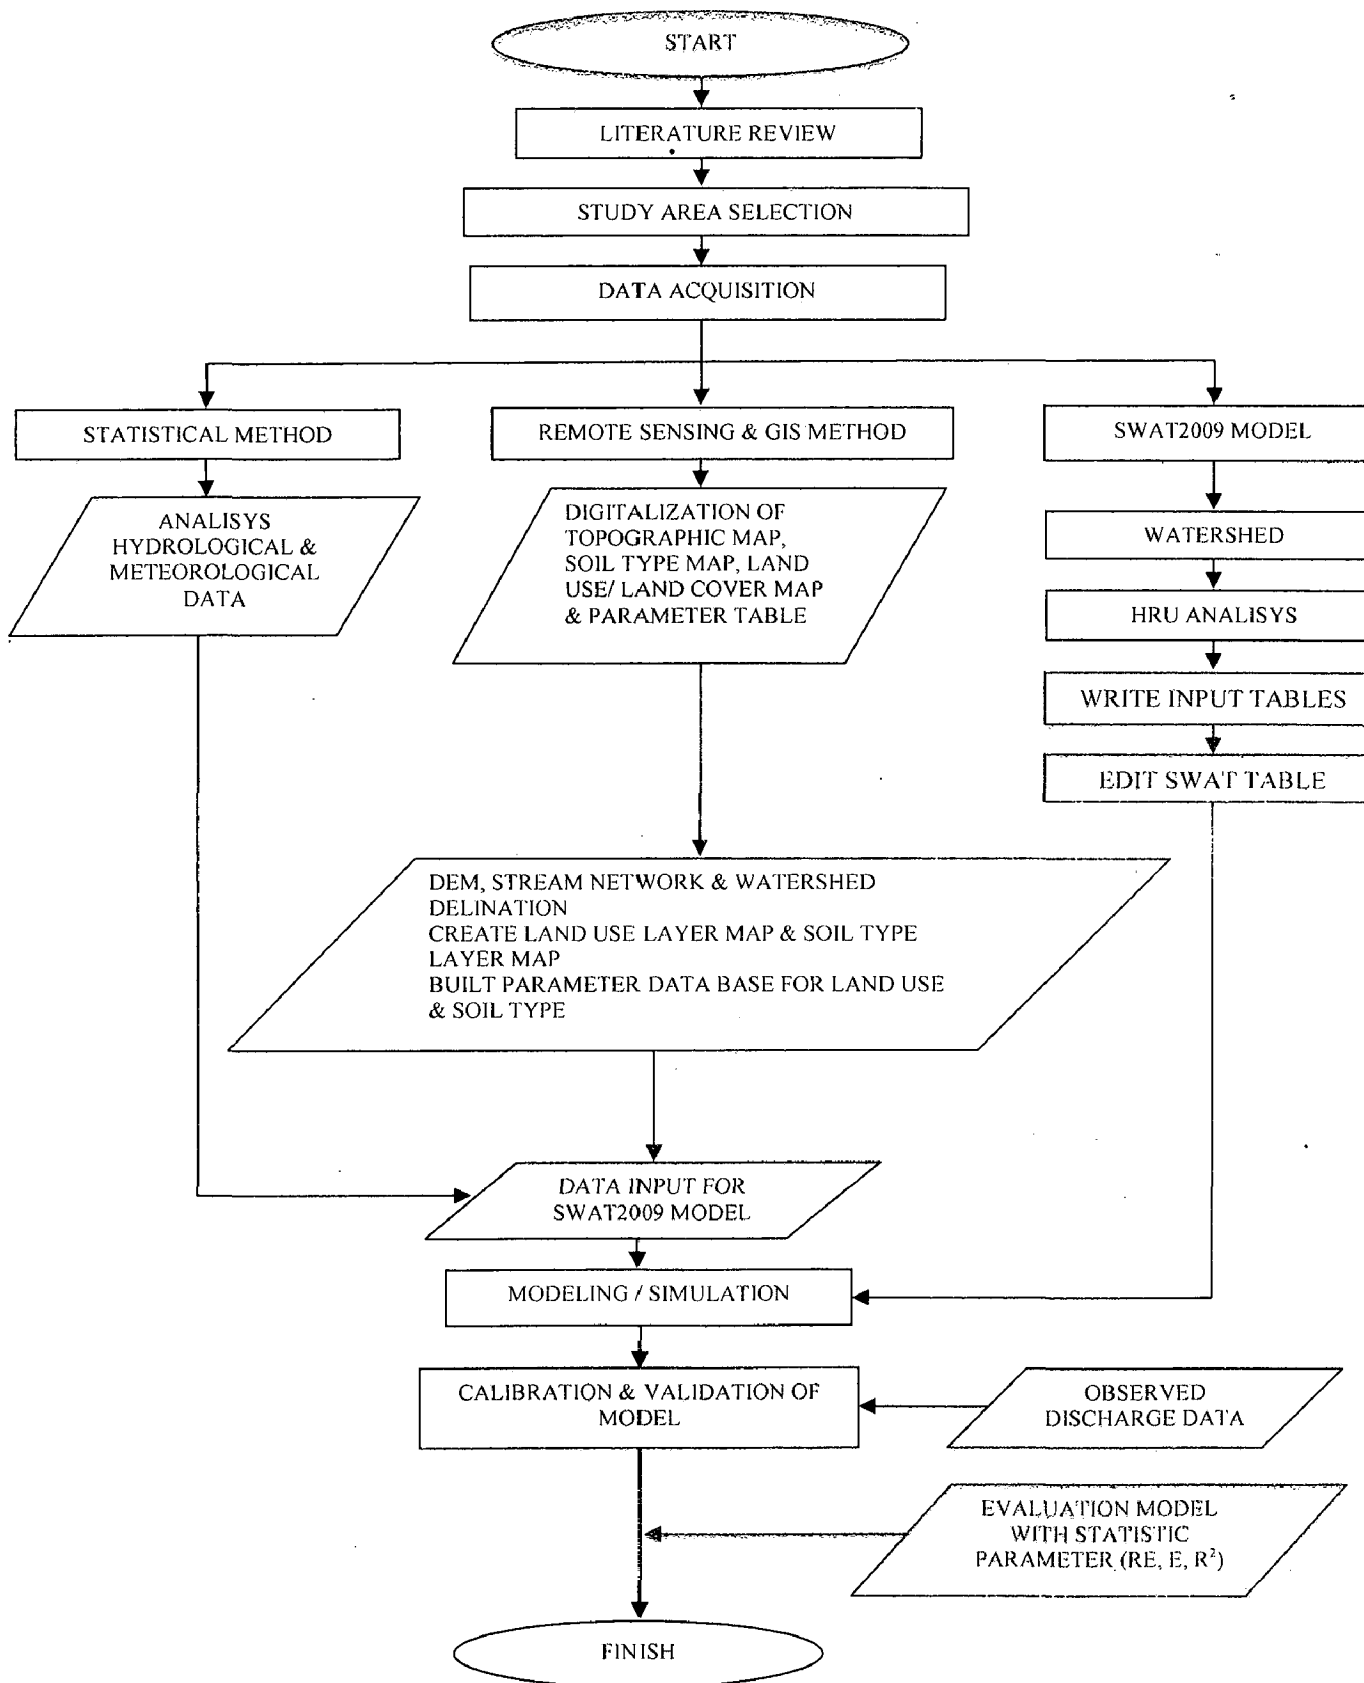 START
LITERATURE REVIEW
STUDY AREA SELECTION
DATA ACQUISITION
STATISTICAL METHOD
REMOTE SENSING & GIS METHOD
SWAT2009 MODEL
ANALISYS
HYDROLOGICAL &
METEOROLOGICAL
DATA
DIGITALIZATION OF
TOPOGRAPHIC MAP,
SOIL TYPE MAP, LAND
USE/ LAND COVER MAP
& PARAMETER TABLE
WATERSHED
HRU ANALISYS
WRITE INPUT TABLES
EDIT SWAT TABLE
DEM, STREAM NETWORK & WATERSHED
DELINATION
CREATE LAND USE LAYER MAP & SOIL TYPE
LAYER MAP
BUILT PARAMETER DATA BASE FOR LAND USE
& SOIL TYPE
DATA INPUT FOR
SWAT2009 MODEL
MODELING / SIMULATION
CALIBRATION & VALIDATION OF
MODEL
OBSERVED
DISCHARGE DATA
EVALUATION MODEL
WITH STATISTIC
PARAMETER (RE, E, R²)
FINISH